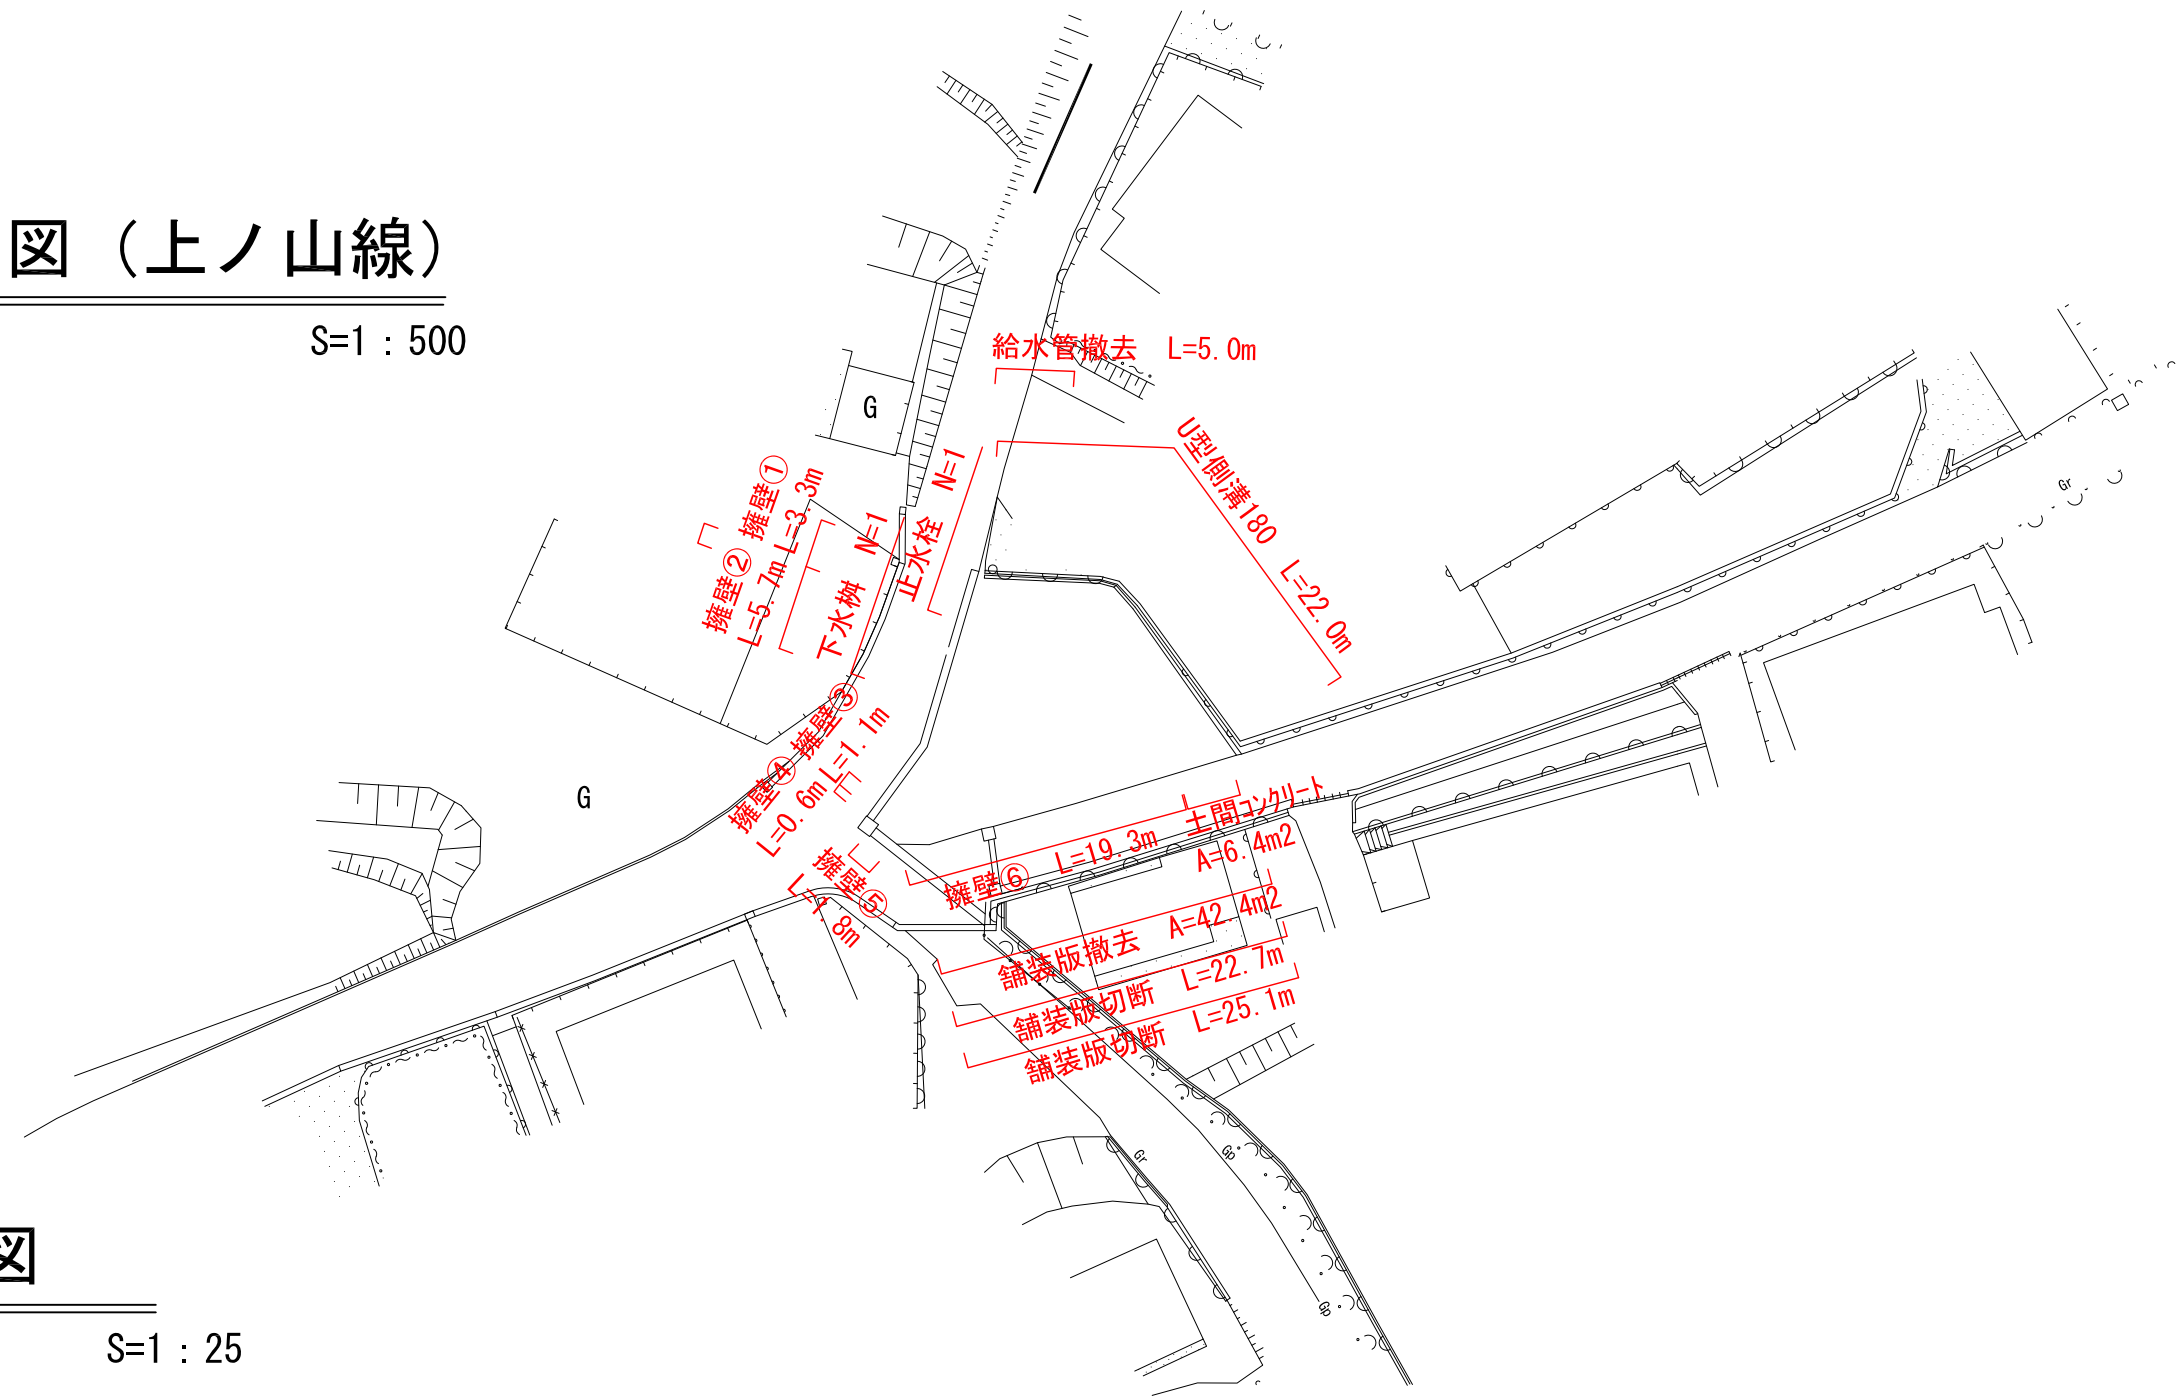 図（上ノ山線）
S=1：500
給水管撤去　L=5.0m
U型側溝180　L=22.0m
G
止水栓　N=1
下水桝　N=1
擁壁①
L=3.3m
擁壁②
L=5.7m
擁壁③
L=1.1m
擁壁④
L=0.6m
G
擁壁⑤
擁壁⑥　L=19.3m
土間コンクリート
A=6.4m2
舗装版撤去　A=42.4m2
舗装版切断　L=22.7m
舗装版切断　L=25.1m
Gr
Gr
Gp
Gp
図
S=1：25